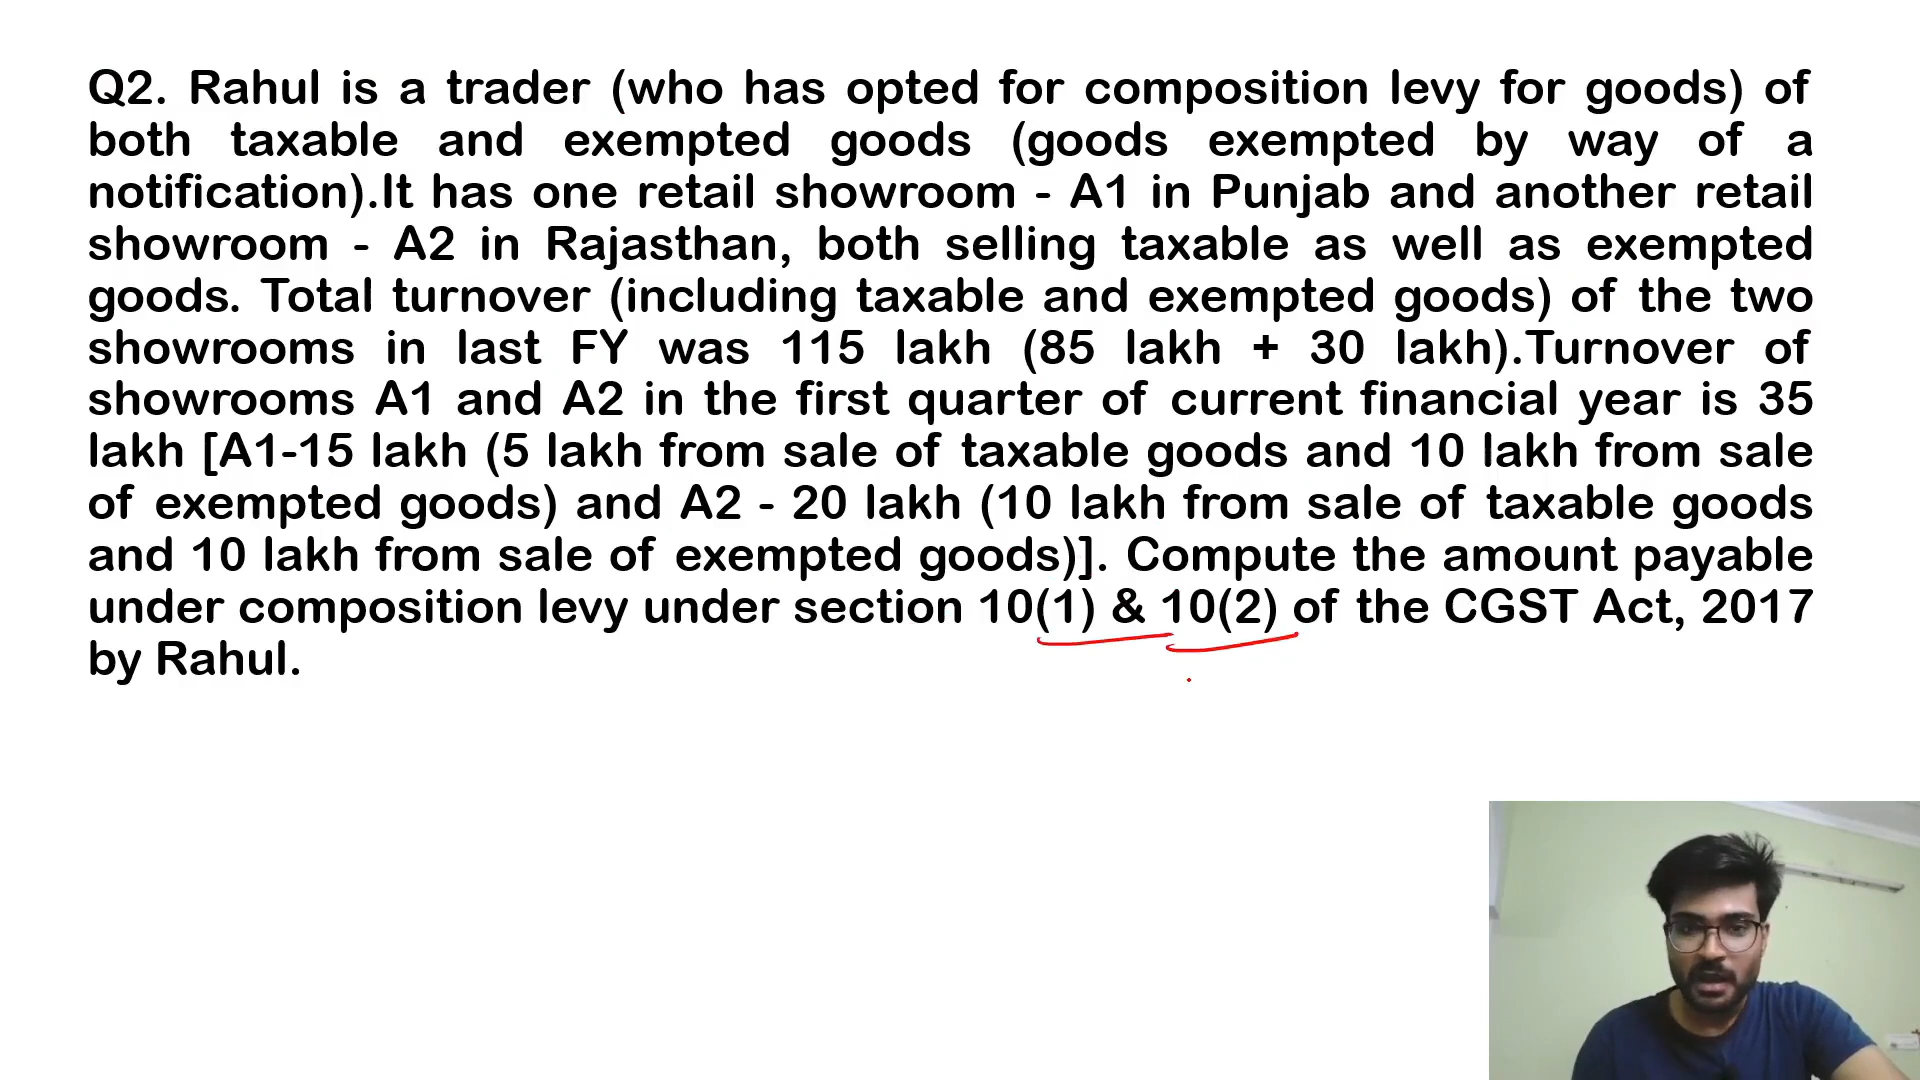 Q2. Rahul is a trader (who has opted for composition levy for goods) of
both taxable and exempted goods (goods exempted by way of a
notification).It has one retail showroom - A1 in Punjab and another retail
showroom - A2 in Rajasthan, both selling taxable as well as exempted
goods. Total turnover (including taxable and exempted goods) of the two
showrooms in last FY was 115 lakh (85 lakh + 30 lakh).Turnover of
showrooms A1 and A2 in the first quarter of current financial year is 35
lakh [A1-15 lakh (5 lakh from sale of taxable goods and 10 lakh from sale
of exempted goods) and A2 - 20 lakh (10 lakh from sale of taxable goods
and 10 lakh from sale of exempted goods)]. Compute the amount payable
under composition levy under section 10(1) & 10(2) of the CGST Act, 2017
by Rahul.